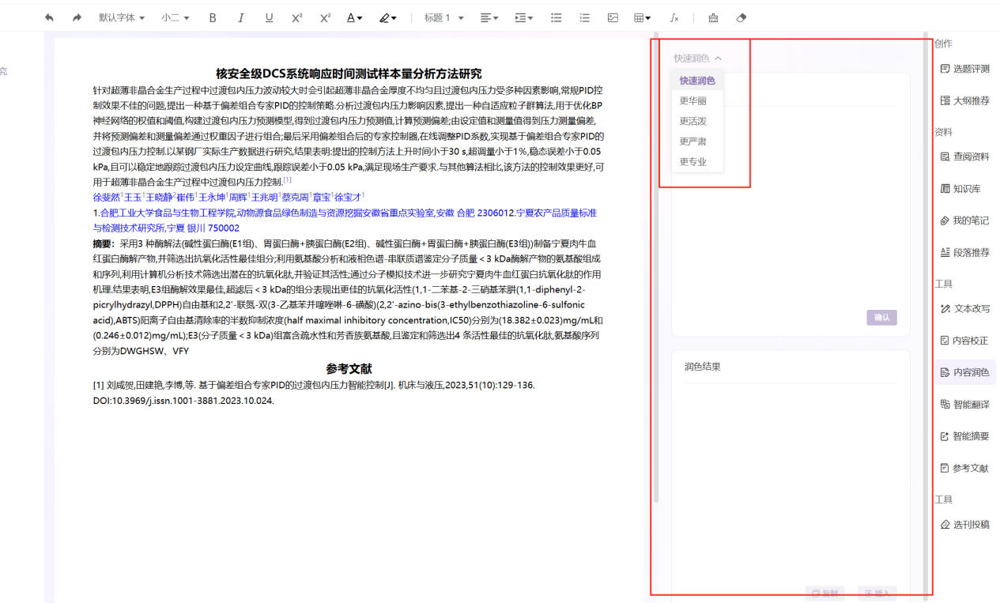 默认字体 小二 B I U X² X² A 标题 1 fx
究
核安全级DCS系统响应时间测试样本量分析方法研究
针对超薄非晶合金生产过程中过渡包内压力波动较大时会引起超薄非晶合金厚度不均匀且过渡包内压力受多种因素影响,常规PID控
制效果不佳的问题,提出一种基于偏差组合专家PID的控制策略.分析过渡包内压力影响因素,提出一种自适应粒子群算法,用于优化BP
神经网络的权值和阈值,构建过渡包内压力预测模型,得到过渡包内压力预测值,计算预测偏差;由设定值和测量值得到压力测量偏差,
并将预测偏差和测量偏差通过权重因子进行组合;最后采用偏差组合后的专家控制器,在线调整PID系数,实现基于偏差组合专家PID的
过渡包内压力控制.以某钢厂实际生产数据进行研究,结果表明:提出的控制方法上升时间小于30 s,超调量小于1%,稳态误差小于0.05
kPa,且可以稳定地跟踪过渡包内压力设定曲线,跟踪误差小于0.05 kPa,满足现场生产要求.与其他算法相比,该方法的控制效果更好,可
用于超薄非晶合金生产过程中过渡包内压力控制.[1]
徐斐然1王玉1王晓静2崔伟1王永坤1周辉1王兆明1蔡克周1章宝1徐宝才1
1.合肥工业大学食品与生物工程学院,动物源食品绿色制造与资源挖掘安徽省重点实验室,安徽 合肥 2306012.宁夏农产品质量标准
与检测技术研究所,宁夏 银川 750002
摘要：采用3 种酶解法(碱性蛋白酶(E1组)、胃蛋白酶+胰蛋白酶(E2组)、碱性蛋白酶+胃蛋白酶+胰蛋白酶(E3组))制备宁夏肉牛血
红蛋白酶解产物,并筛选出抗氧化活性最佳组分;利用氨基酸分析和液相色谱-串联质谱鉴定分子质量＜3 kDa酶解产物的氨基酸组成
和序列,利用计算机分析技术筛选出潜在的抗氧化肽,并验证其活性;通过分子模拟技术进一步研究宁夏肉牛血红蛋白抗氧化肽的作用
机理.结果表明,E3组酶解效果最佳,超滤后＜3 kDa的组分表现出更佳的抗氧化活性(1,1-二苯基-2-三硝基苯肼(1,1-diphenyl-2-
picrylhydrazyl,DPPH)自由基和2,2'-联氮-双(3-乙基苯并噻唑啉-6-磺酸)(2,2'-azino-bis(3-ethylbenzothiazoline-6-sulfonic
acid),ABTS)阳离子自由基清除率的半数抑制浓度(half maximal inhibitory concentration,IC50)分别为(18.382±0.023)mg/mL和
(0.246±0.012)mg/mL);E3(分子质量＜3 kDa)组富含疏水性和芳香族氨基酸,且鉴定和筛选出4 条活性最佳的抗氧化肽,氨基酸序列
分别为DWGHSW、VFY
参考文献
[1] 刘咸贺,田建艳,李博,等. 基于偏差组合专家PID的过渡包内压力智能控制[J]. 机床与液压,2023,51(10):129-136.
DOI:10.3969/j.issn.1001-3881.2023.10.024.
快速润色
快速润色
更华丽
更活泼
更严肃
更专业
确认
润色结果
复制 插入
创作
选题评测
大纲推荐
资料
查阅资料
知识库
我的笔记
段落推荐
工具
文本改写
内容校正
内容润色
智能翻译
智能摘要
参考文献
工具
选刊投稿